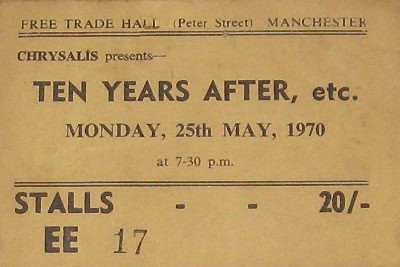 FREE TRADE HALL (Peter Street) MANCHESTER
CHRYSALIS presents—
TEN YEARS AFTER, etc.
MONDAY, 25th MAY, 1970
at 7-30 p.m.
STALLS - - 20/-
EE 17